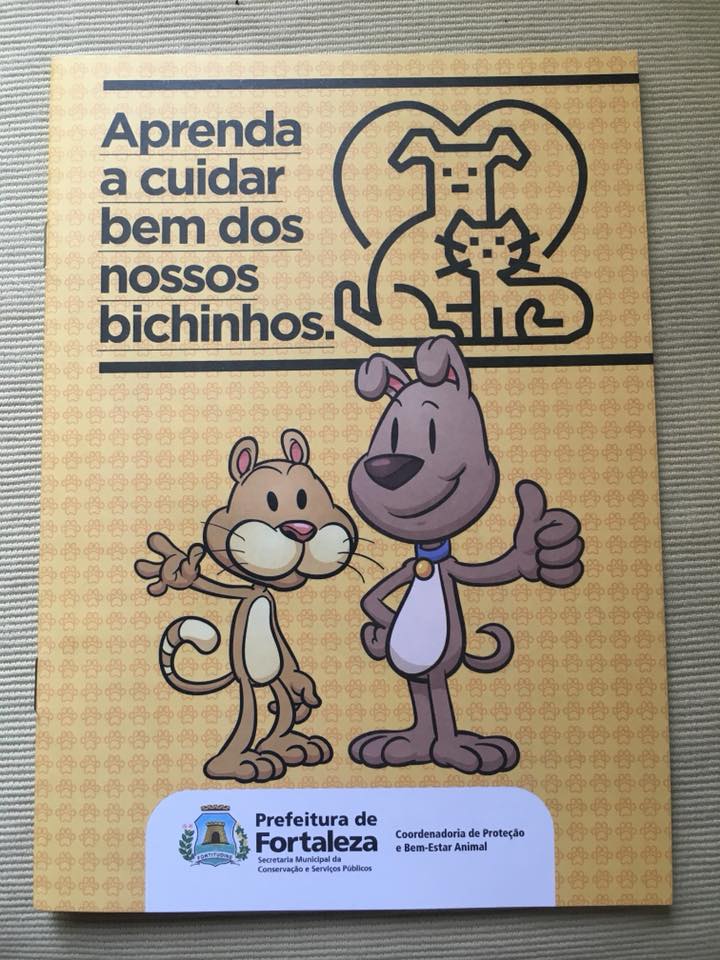 Aprenda
a cuidar
bem dos
nossos
bichinhos.
FORTITUDINE
Prefeitura de
Fortaleza
Secretaria Municipal da
Conservação e Serviços Públicos
Coordenadoria de Proteção
e Bem-Estar Animal